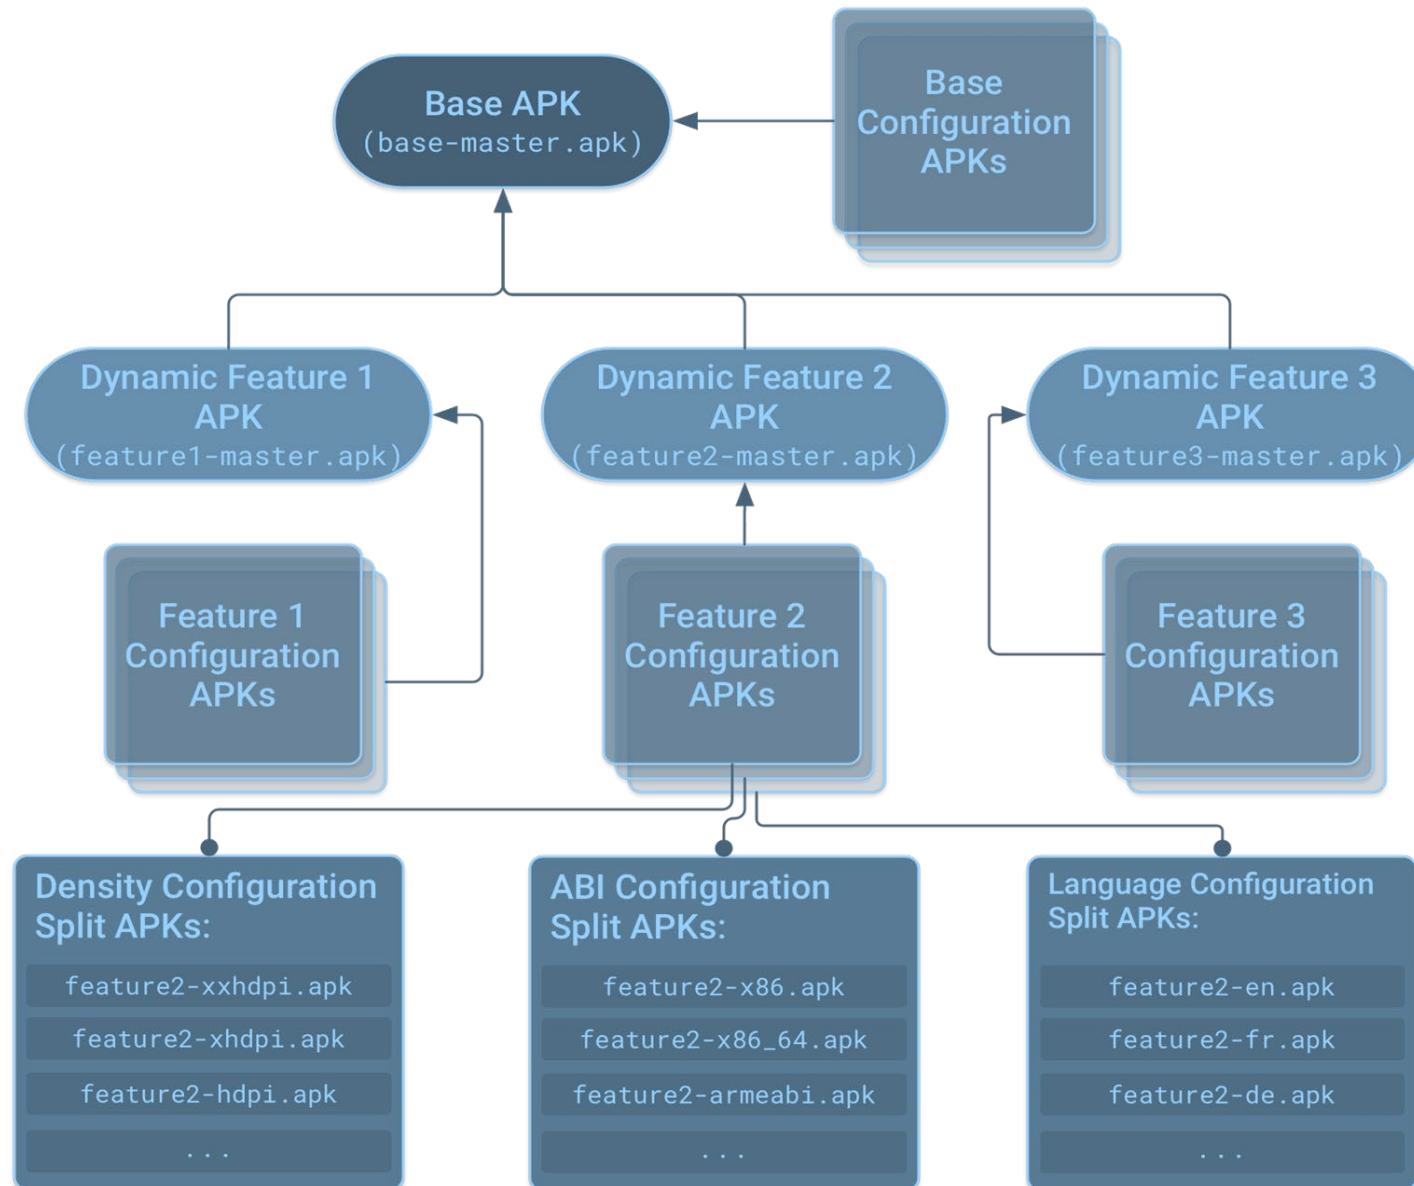 Base APK
(base-master.apk)
Base
Configuration
APKs
Dynamic Feature 1
APK
(feature1-master.apk)
Dynamic Feature 2
APK
(feature2-master.apk)
Dynamic Feature 3
APK
(feature3-master.apk)
Feature 1
Configuration
APKs
Feature 2
Configuration
APKs
Feature 3
Configuration
APKs
Density Configuration
Split APKs:
feature2-xxhdpi.apk
feature2-xhdpi.apk
feature2-hdpi.apk
...
ABI Configuration
Split APKs:
feature2-x86.apk
feature2-x86_64.apk
feature2-armeabi.apk
...
Language Configuration
Split APKs:
feature2-en.apk
feature2-fr.apk
feature2-de.apk
...